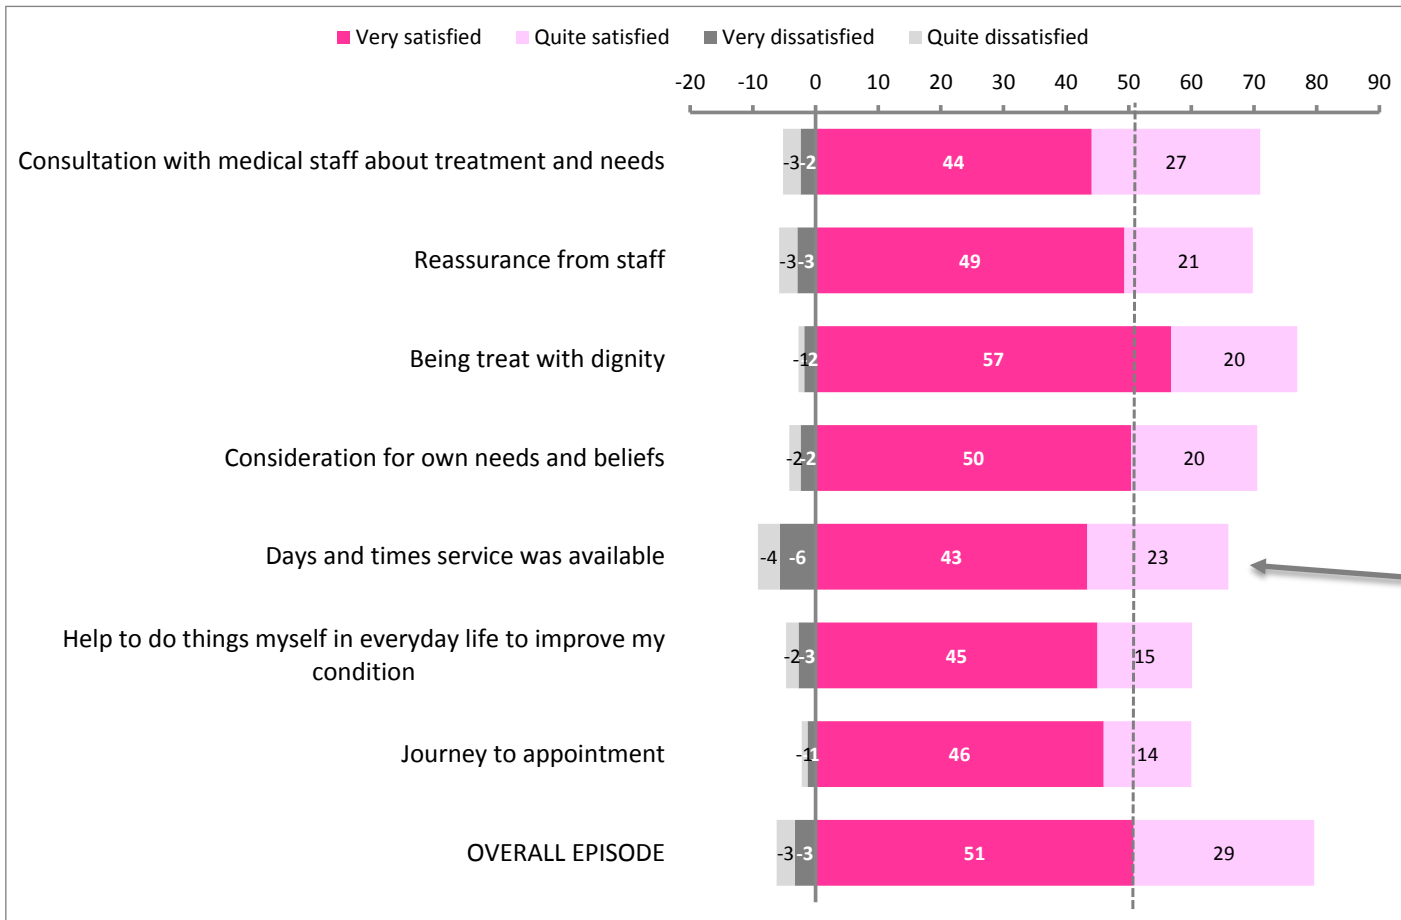 Very satisfied Quite satisfied Very dissatisfied Quite dissatisfied
-20 -10 0 10 20 30 40 50 60 70 80 90
Consultation with medical staff about treatment and needs -3 -2 44 27
Reassurance from staff -3 -3 49 21
Being treat with dignity -1 2 57 20
Consideration for own needs and beliefs -2 -2 50 20
Days and times service was available -4 -6 43 23
Help to do things myself in everyday life to improve my
condition -2 -3 45 15
Journey to appointment -1 1 46 14
OVERALL EPISODE -3 -3 51 29